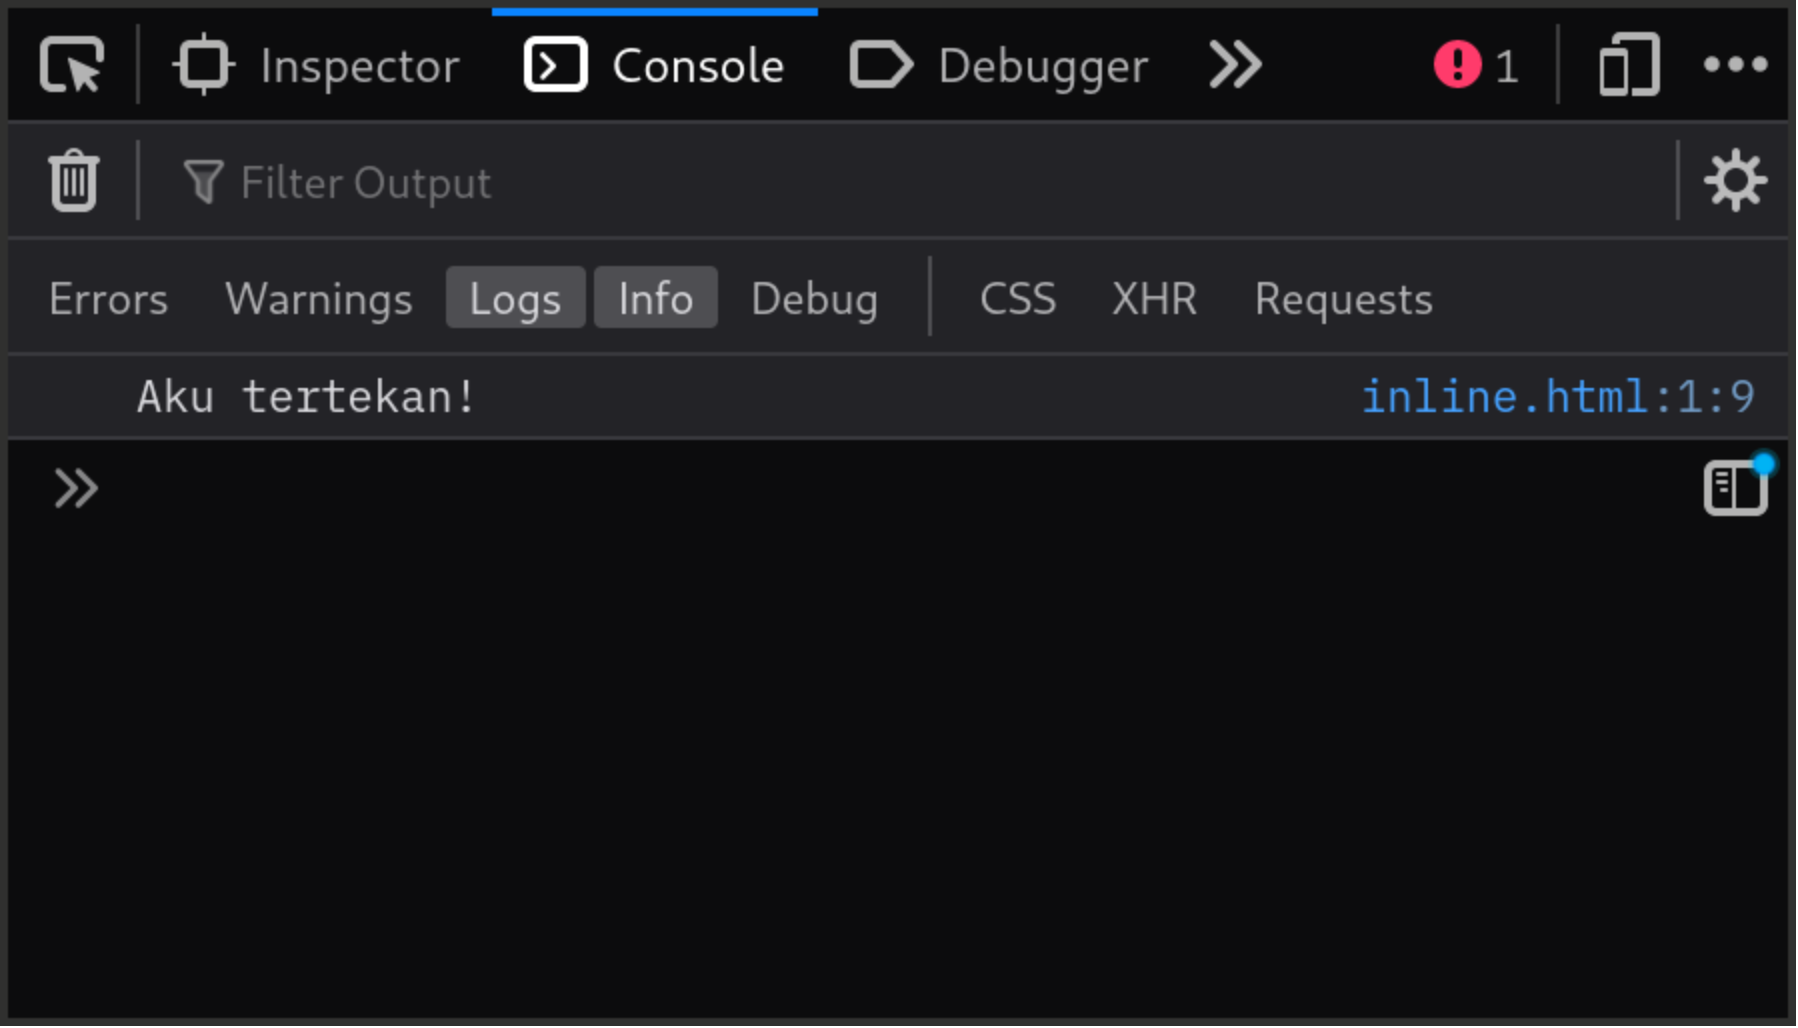 Inspector Console Debugger 1
Filter Output
Errors Warnings Logs Info Debug CSS XHR Requests
Aku tertekan! inline.html:1:9